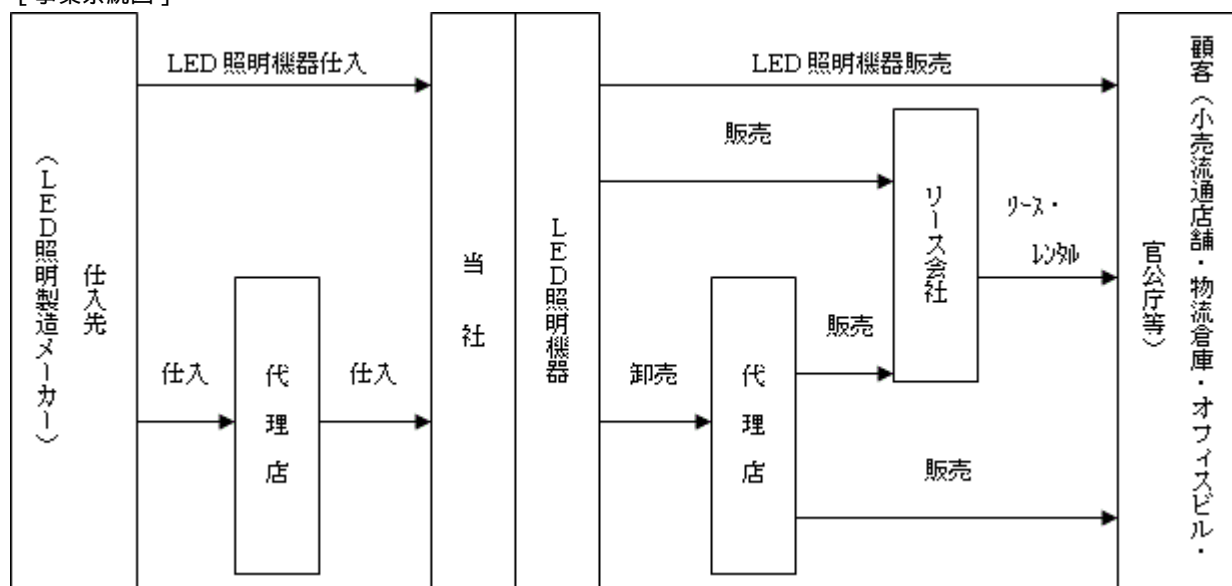 [事業系統図]
LED照明機器仕入
LED照明機器販売
仕入先
(LED照明製造メーカー)
仕入
代理店
仕入
当社
LED照明機器
販売
リース会社
リース・
レンタル
販売
卸売
代理店
販売
顧客(小売流通店舗・物流倉庫・オフィスビル・
官公庁等)